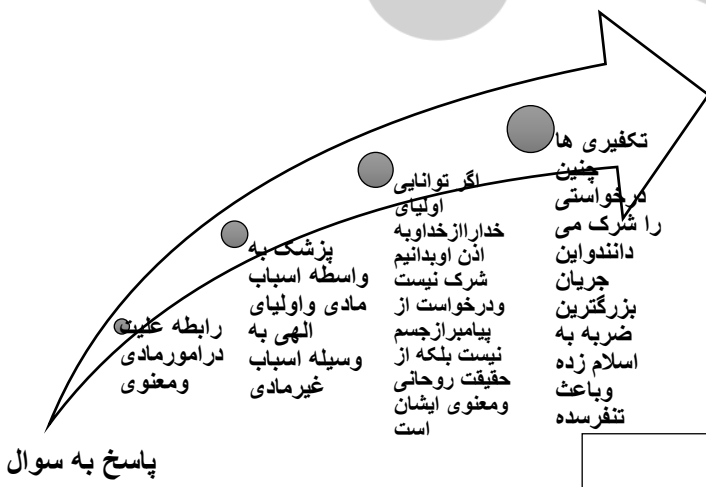 رابطه علیت
درامورمادی
ومعنوی
پزشک به
واسطه اسباب
مادی واولیای
الهی به
وسیله اسباب
غیرمادی
اگر توانایی
اولیای
خداراازخداوبه
اذن اوبدانیم
شرک نیست
ودرخواست از
پیامبرازجسم
نیست بلکه از
حقیقت روحانی
ومعنوی ایشان
است
تکفیری ها
چنین
درخواستی
را شرک می
دانندواین
جریان
بزرگترین
ضربه به
اسلام زده
وباعث
تنفرسده
پاسخ به سوال